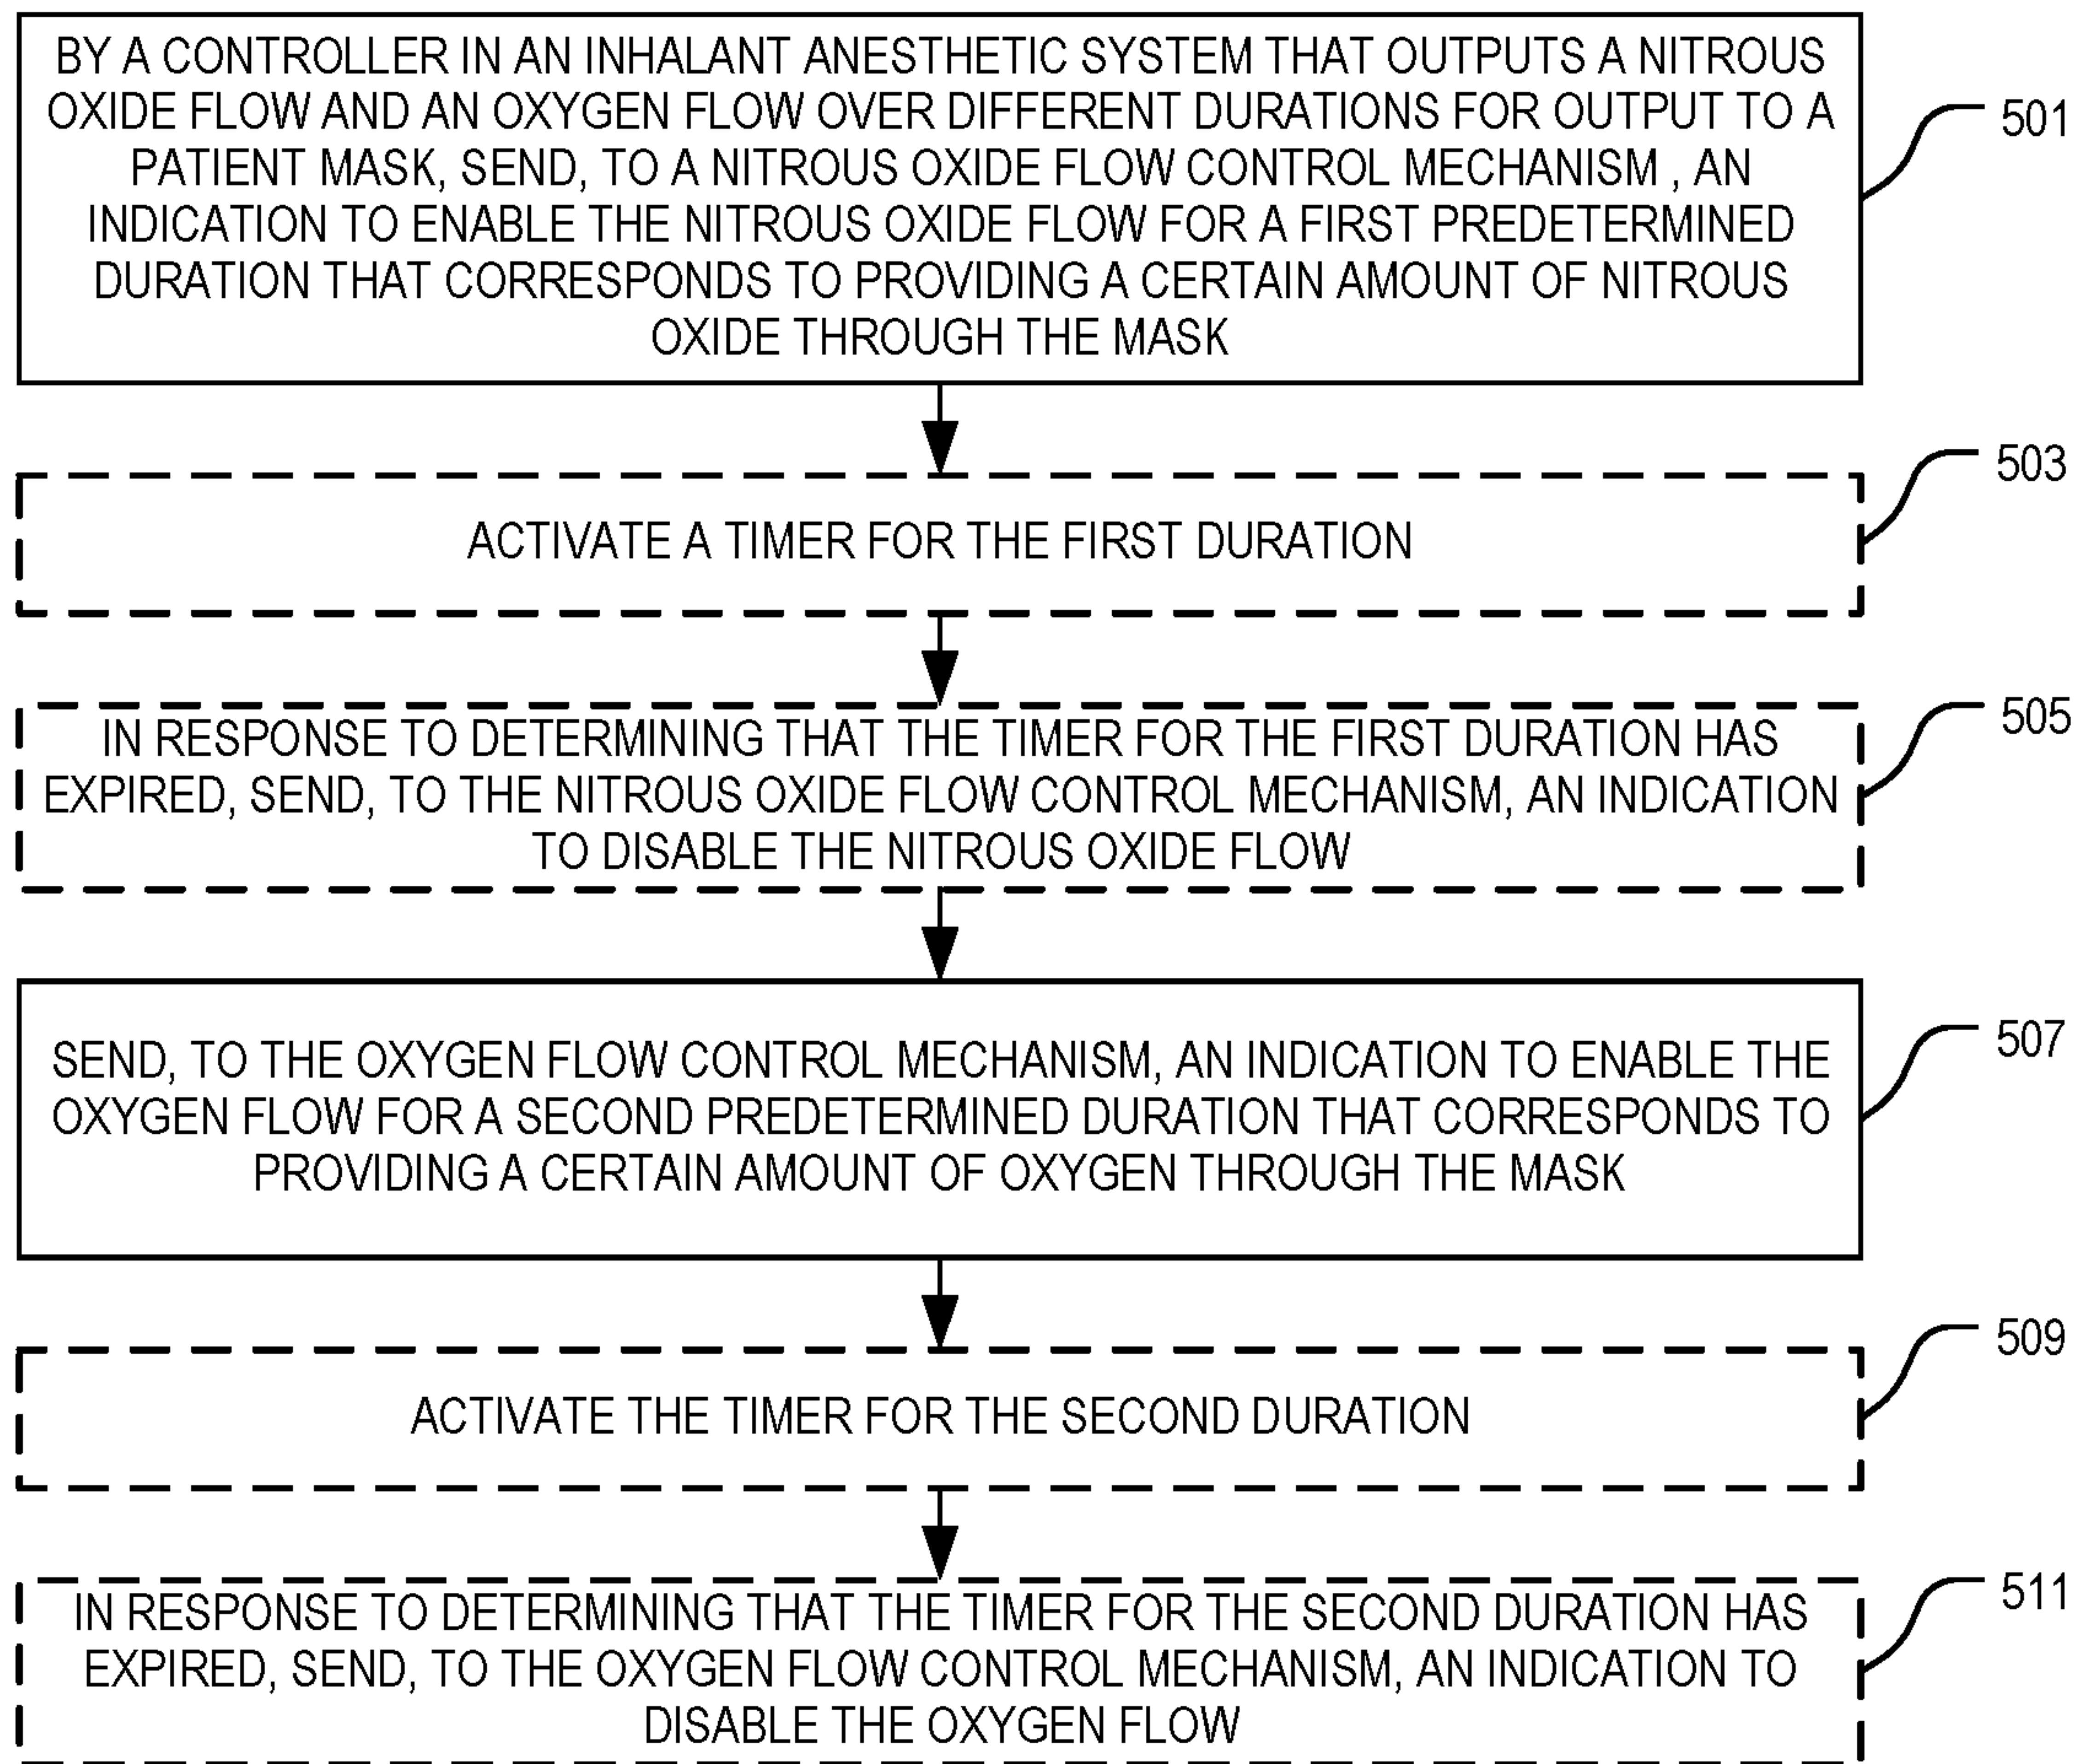 BY A CONTROLLER IN AN INHALANT ANESTHETIC SYSTEM THAT OUTPUTS A NITROUS
OXIDE FLOW AND AN OXYGEN FLOW OVER DIFFERENT DURATIONS FOR OUTPUT TO A
PATIENT MASK, SEND, TO A NITROUS OXIDE FLOW CONTROL MECHANISM , AN
INDICATION TO ENABLE THE NITROUS OXIDE FLOW FOR A FIRST PREDETERMINED
DURATION THAT CORRESPONDS TO PROVIDING A CERTAIN AMOUNT OF NITROUS
OXIDE THROUGH THE MASK
501
ACTIVATE A TIMER FOR THE FIRST DURATION
503
IN RESPONSE TO DETERMINING THAT THE TIMER FOR THE FIRST DURATION HAS
EXPIRED, SEND, TO THE NITROUS OXIDE FLOW CONTROL MECHANISM, AN INDICATION
TO DISABLE THE NITROUS OXIDE FLOW
505
SEND, TO THE OXYGEN FLOW CONTROL MECHANISM, AN INDICATION TO ENABLE THE
OXYGEN FLOW FOR A SECOND PREDETERMINED DURATION THAT CORRESPONDS TO
PROVIDING A CERTAIN AMOUNT OF OXYGEN THROUGH THE MASK
507
ACTIVATE THE TIMER FOR THE SECOND DURATION
509
IN RESPONSE TO DETERMINING THAT THE TIMER FOR THE SECOND DURATION HAS
EXPIRED, SEND, TO THE OXYGEN FLOW CONTROL MECHANISM, AN INDICATION TO
DISABLE THE OXYGEN FLOW
511